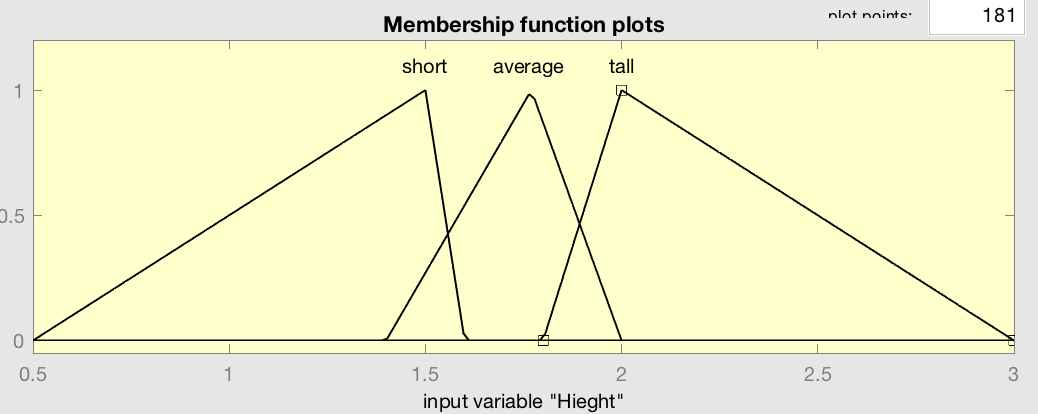 plot points: 181
Membership function plots
short average tall
1
0.5
0
0.5 1 1.5 2 2.5 3
input variable "Hieght"